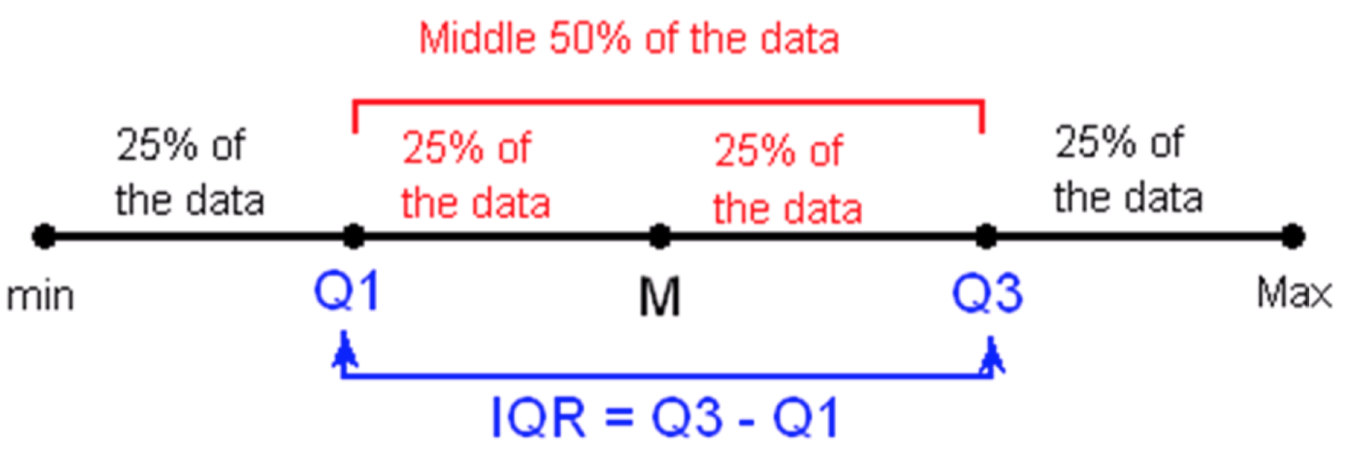 Middle 50% of the data
25% of
the data
25% of
the data
25% of
the data
25% of
the data
min
Q1
M
Q3
Max
IQR = Q3 - Q1